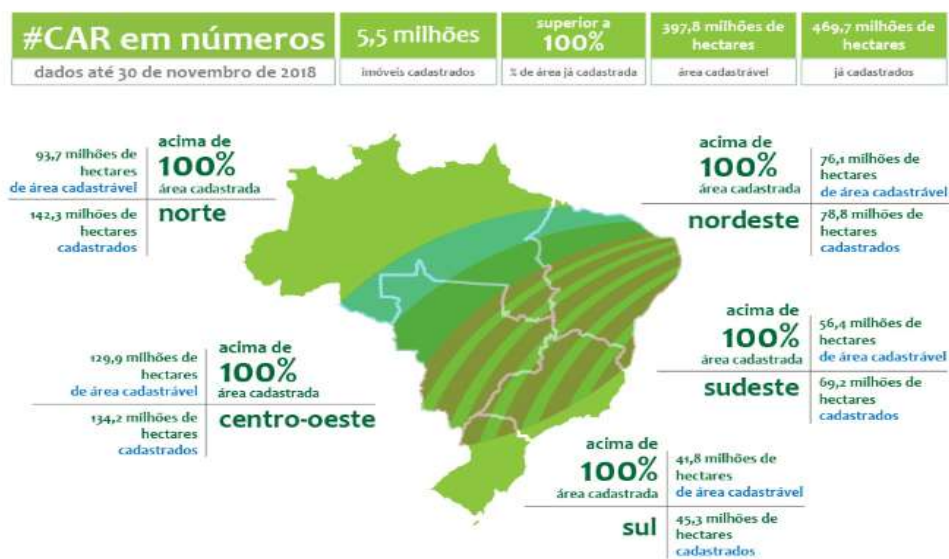 #CAR em números
dados até 30 de novembro de 2018
5,5 milhões
imóveis cadastrados
superior a
100%
% de área já cadastrada
397,8 milhões de
hectares
área cadastrável
469,7 milhões de
hectares
já cadastrados
93,7 milhões de
hectares
de área cadastrável
142,3 milhões de
hectares
cadastrados
acima de
100%
área cadastrada
norte
acima de
100%
área cadastrada
nordeste
76,1 milhões de
hectares
de área cadastrável
78,8 milhões de
hectares
cadastrados
129,9 milhões de
hectares
de área cadastrável
134,2 milhões de
hectares
cadastrados
acima de
100%
área cadastrada
centro-oeste
acima de
100%
área cadastrada
sudeste
56,4 milhões de
hectares
de área cadastrável
69,2 milhões de
hectares
cadastrados
acima de
100%
área cadastrada
sul
41,8 milhões de
hectares
de área cadastrável
45,3 milhões de
hectares
cadastrados